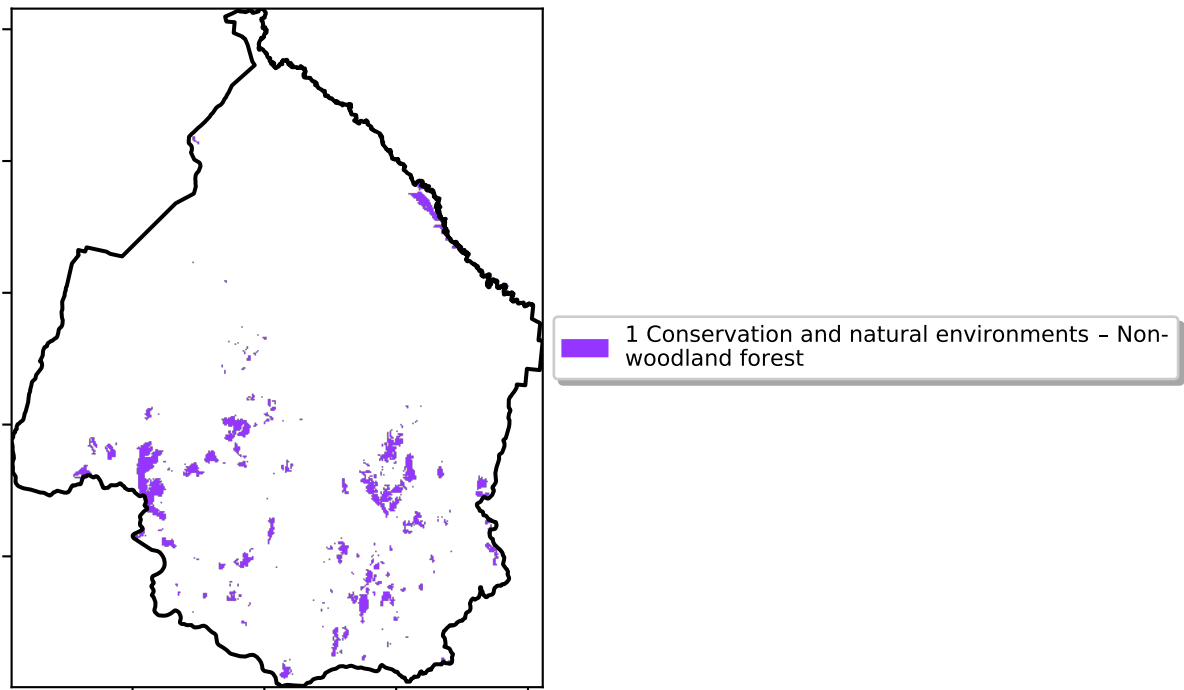 1 Conservation and natural environments – Non-
woodland forest